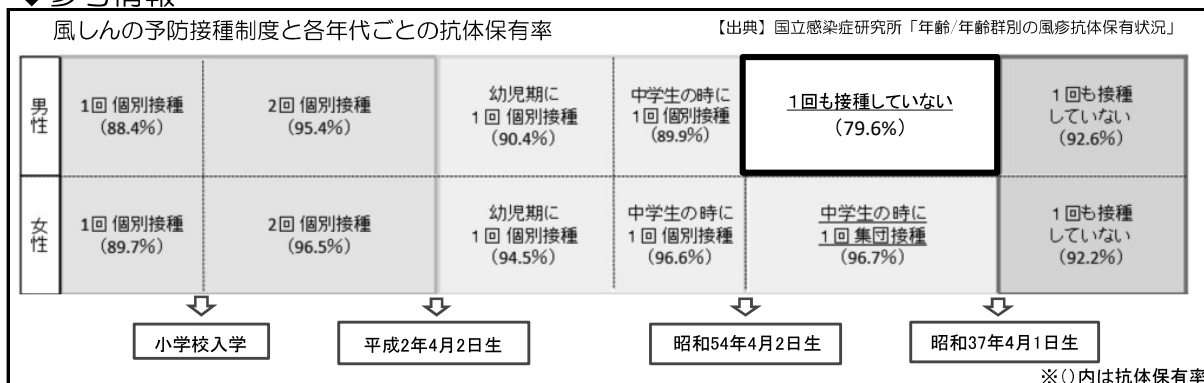 ◆参考情報
風しんの予防接種制度と各年代ごとの抗体保有率
【出典】国立感染症研究所「年齢/年齢群別の風疹抗体保有状況」
男性
1回 個別接種
(88.4%)
2回 個別接種
(95.4%)
幼児期に
1回 個別接種
(90.4%)
中学生の時に
1回 個別接種
(89.9%)
1回も接種していない
(79.6%)
1回も接種
していない
(92.6%)
女性
1回 個別接種
(89.7%)
2回 個別接種
(96.5%)
幼児期に
1回 個別接種
(94.5%)
中学生の時に
1回 個別接種
(96.6%)
中学生の時に
1回 集団接種
(96.7%)
1回も接種
していない
(92.2%)
小学校入学
平成2年4月2日生
昭和54年4月2日生
昭和37年4月1日生
※()内は抗体保有率